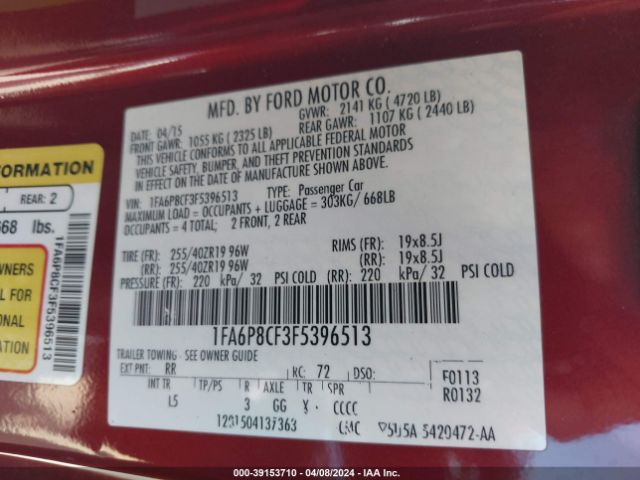 MFD. BY FORD MOTOR CO.
04/15 GVWR: 2141 KG ( 4720 LB)
FRONT GAWR: 1055 KG ( 2325 LB) REAR GAWR: 1107 KG ( 2440 LB)
THIS VEHICLE CONFORMS TO ALL APPLICABLE FEDERAL MOTOR
VEHICLE SAFETY, BUMPER, AND THEFT PREVENTION STANDARDS
IN EFFECT ON THE DATE OF MANUFACTURE SHOWN ABOVE.
VIN: 1FA6P8CF3F5396513 TYPE: Passenger Car
MAXIMUM LOAD = OCCUPANTS + LUGGAGE = 303KG/ 668LB
OCCUPANTS = 4 TOTAL; 2 FRONT, 2 REAR
TIRE (FR): 255/40ZR19 96W RIMS (FR): 19x8.5J
(RR): 255/40ZR19 96W (RR): 19x8.5J
PRESSURE (FR): 220 kPa/ 32 PSI COLD (RR): 220 kPa/ 32 PSI COLD
1FA6P8CF3F5396513
TRAILER TOWING - SEE OWNER GUIDE
EXT PNT: RR RC: 72 DSO: F0113
INT TR TP/PS R AXLE TR SPR R0132
L5 3 GG CCCC
5420472-AA
FORMATION
REAR: 2
668 lbs.
WNERS
L FOR
ONAL
1FA6P8CF3F5396513
000-39153710 - 04/08/2024 - IAA Inc.